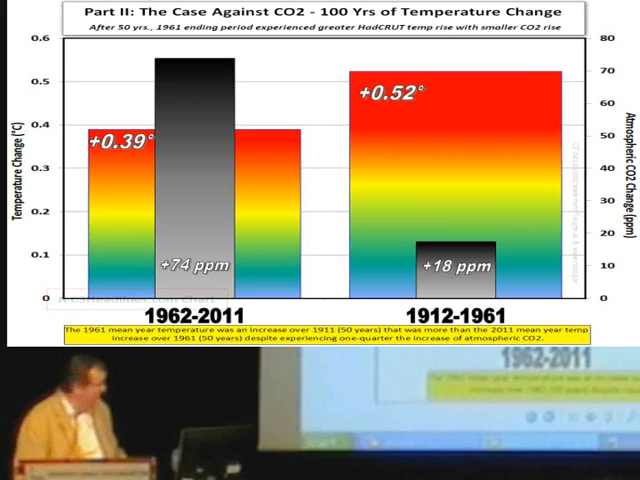 Part II: The Case Against CO2 - 100 Yrs of Temperature Change
After 50 yrs., 1961 ending period experienced greater HadCRUT temp rise with smaller CO2 rise
0.6
0.5
0.4
0.3
0.2
0.1
0
Temperature Change (°C)
+0.39°
+74 ppm
+0.52°
+18 ppm
80
70
60
50
40
30
20
10
0
Atmospheric CO2 Change (ppm)
A C3Headlines.com Chart
1962-2011
1912-1961
The 1961 mean year temperature was an increase over 1911 (50 years) that was more than the 2011 mean year temp
increase over 1961 (50 years) despite experiencing one-quarter the increase of atmospheric CO2.
1962-2011